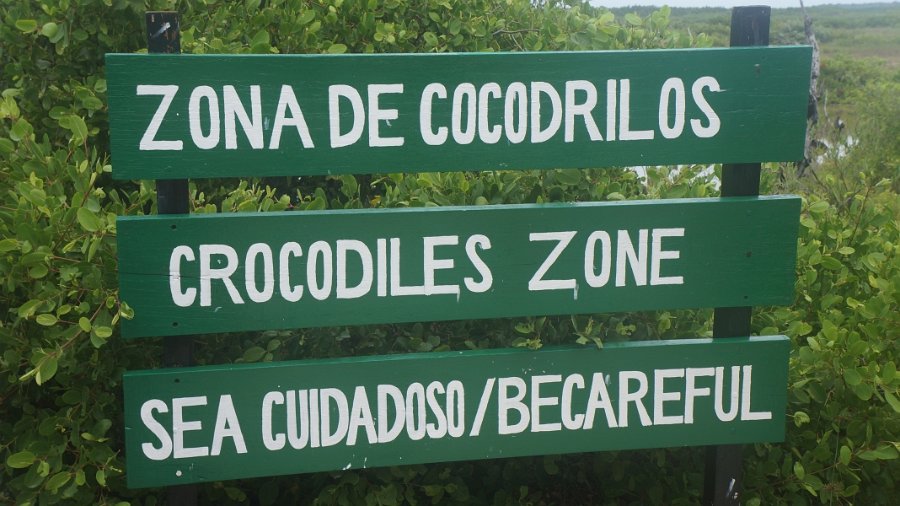 ZONA DE COCODRILOS
CROCODILES ZONE
SEA CUIDADOSO/BECAREFUL